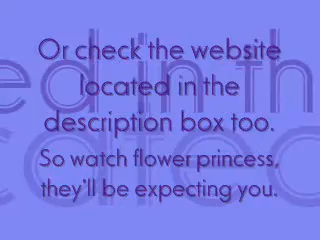 Or check the website
located in the
description box too.
So watch flower princess,
they'll be expecting you.